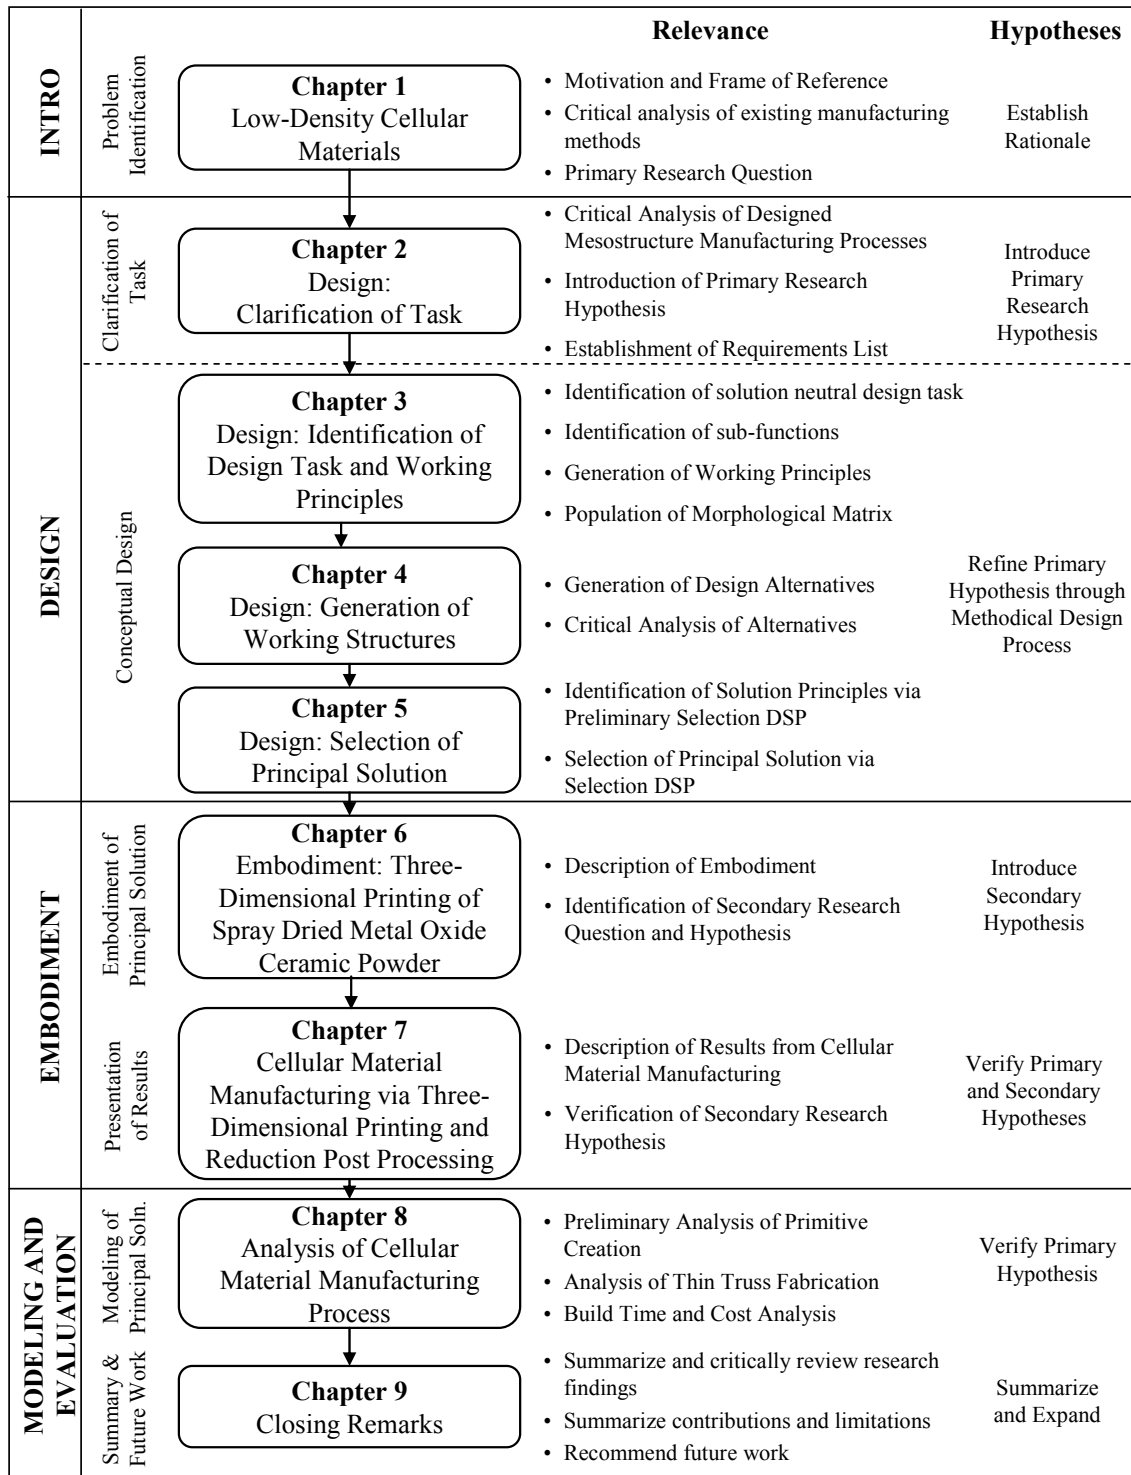 Relevance
Hypotheses
INTRO
Problem
Identification
Chapter 1
Low-Density Cellular
Materials
• Motivation and Frame of Reference
• Critical analysis of existing manufacturing
methods
• Primary Research Question
Establish
Rationale
DESIGN
Clarification of
Task
Chapter 2
Design:
Clarification of Task
• Critical Analysis of Designed
Mesostructure Manufacturing Processes
• Introduction of Primary Research
Hypothesis
• Establishment of Requirements List
Introduce
Primary
Research
Hypothesis
Conceptual Design
Chapter 3
Design: Identification of
Design Task and Working
Principles
• Identification of solution neutral design task
• Identification of sub-functions
• Generation of Working Principles
• Population of Morphological Matrix
Chapter 4
Design: Generation of
Working Structures
• Generation of Design Alternatives
• Critical Analysis of Alternatives
Refine Primary
Hypothesis through
Methodical Design
Process
Chapter 5
Design: Selection of
Principal Solution
• Identification of Solution Principles via
Preliminary Selection DSP
• Selection of Principal Solution via
Selection DSP
EMBODIMENT
Embodiment of
Principal Solution
Chapter 6
Embodiment: Three-
Dimensional Printing of
Spray Dried Metal Oxide
Ceramic Powder
• Description of Embodiment
• Identification of Secondary Research
Question and Hypothesis
Introduce
Secondary
Hypothesis
Presentation
of Results
Chapter 7
Cellular Material
Manufacturing via Three-
Dimensional Printing and
Reduction Post Processing
• Description of Results from Cellular
Material Manufacturing
• Verification of Secondary Research
Hypothesis
Verify Primary
and Secondary
Hypotheses
MODELING AND
EVALUATION
Modeling of
Principal Soln.
Chapter 8
Analysis of Cellular
Material Manufacturing
Process
• Preliminary Analysis of Primitive
Creation
• Analysis of Thin Truss Fabrication
• Build Time and Cost Analysis
Verify Primary
Hypothesis
Summary &
Future Work
Chapter 9
Closing Remarks
• Summarize and critically review research
findings
• Summarize contributions and limitations
• Recommend future work
Summarize
and Expand